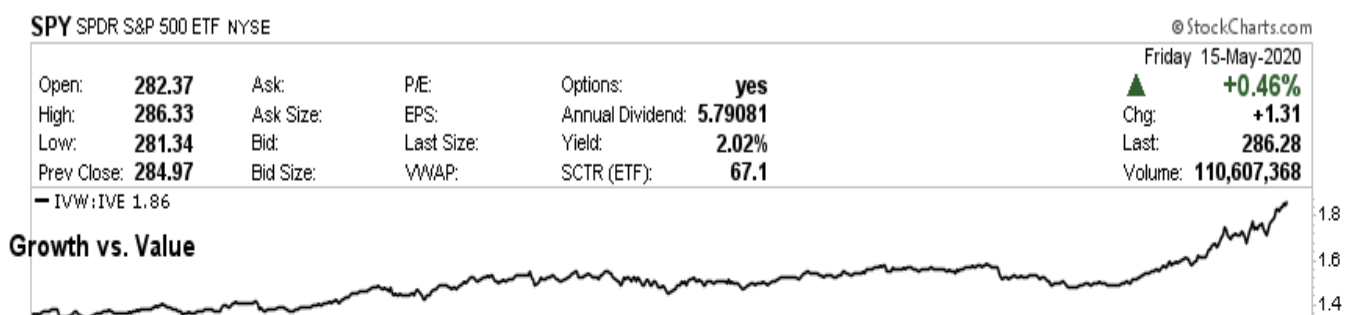 SPY SPDR S&P 500 ETF NYSE © StockCharts.com
Friday 15-May-2020
Open: 282.37 Ask: P/E: Options: yes ▲ +0.46%
High: 286.33 Ask Size: EPS: Annual Dividend: 5.79081 Chg: +1.31
Low: 281.34 Bid: Last Size: Yield: 2.02% Last: 286.28
Prev Close: 284.97 Bid Size: VWAP: SCTR (ETF): 67.1 Volume: 110,607,368
IVW:IVE 1.86
1.8
Growth vs. Value
1.6
1.4